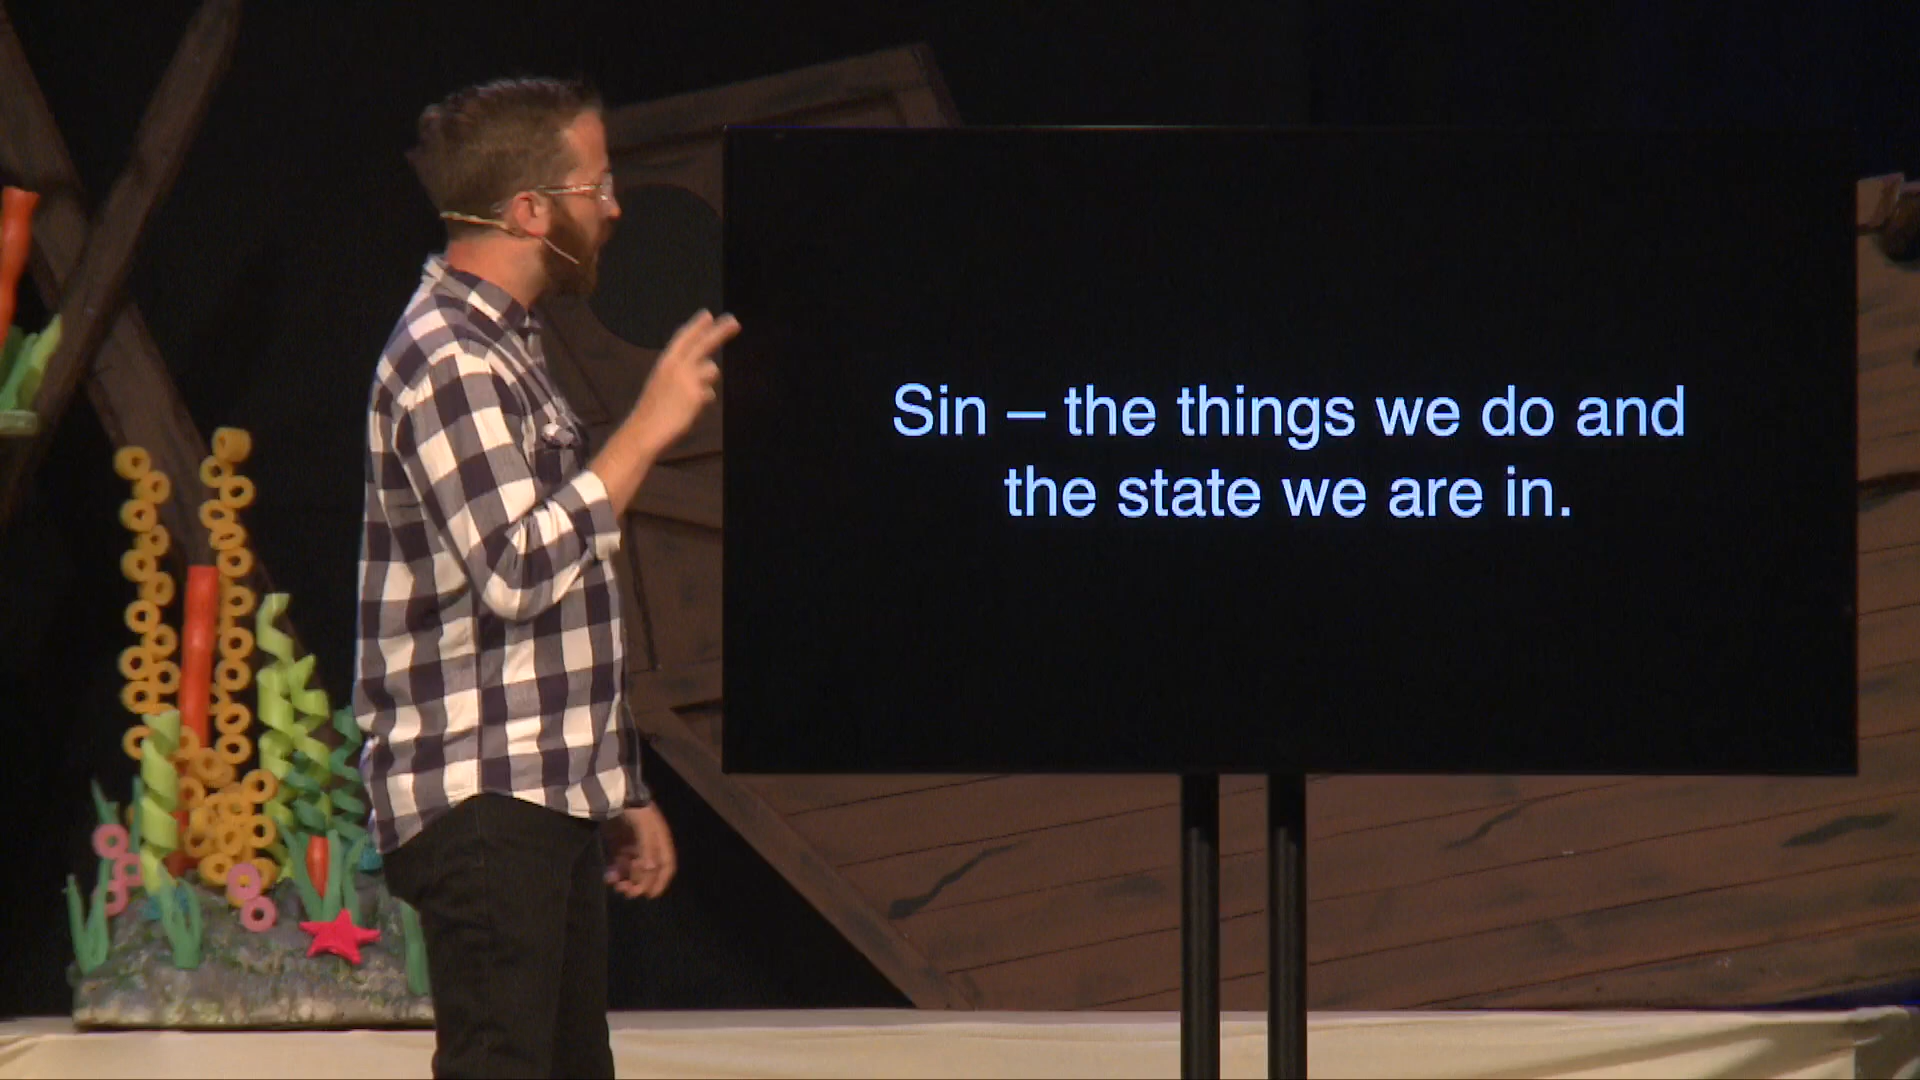 Sin – the things we do and
the state we are in.